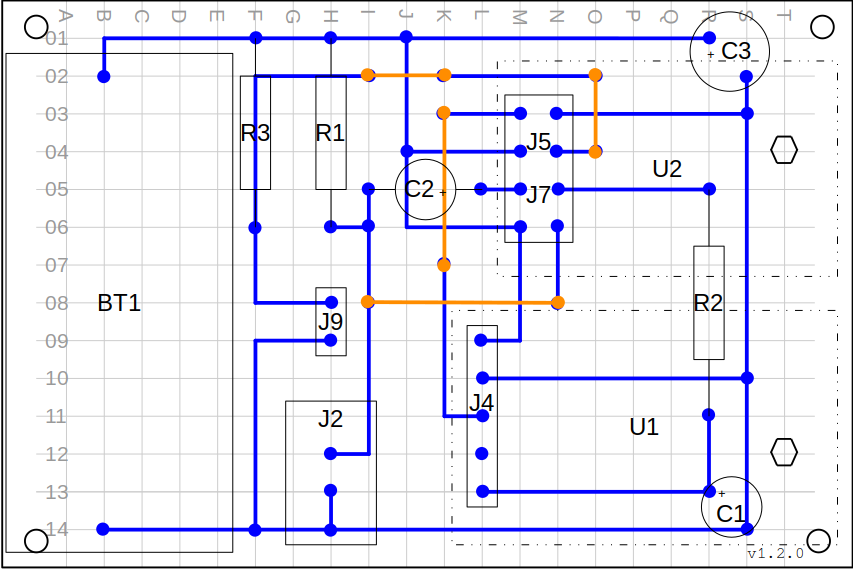 A B C D E F G H I J K L M N O P Q R S T
01
C3
+
02
03
R3 R1 J5
04
U2
05
C2 + J7
06
07
08
BT1 R2
J9
09
10
J4
11
J2 U1
12
13
+
C1
14
v1.2.0